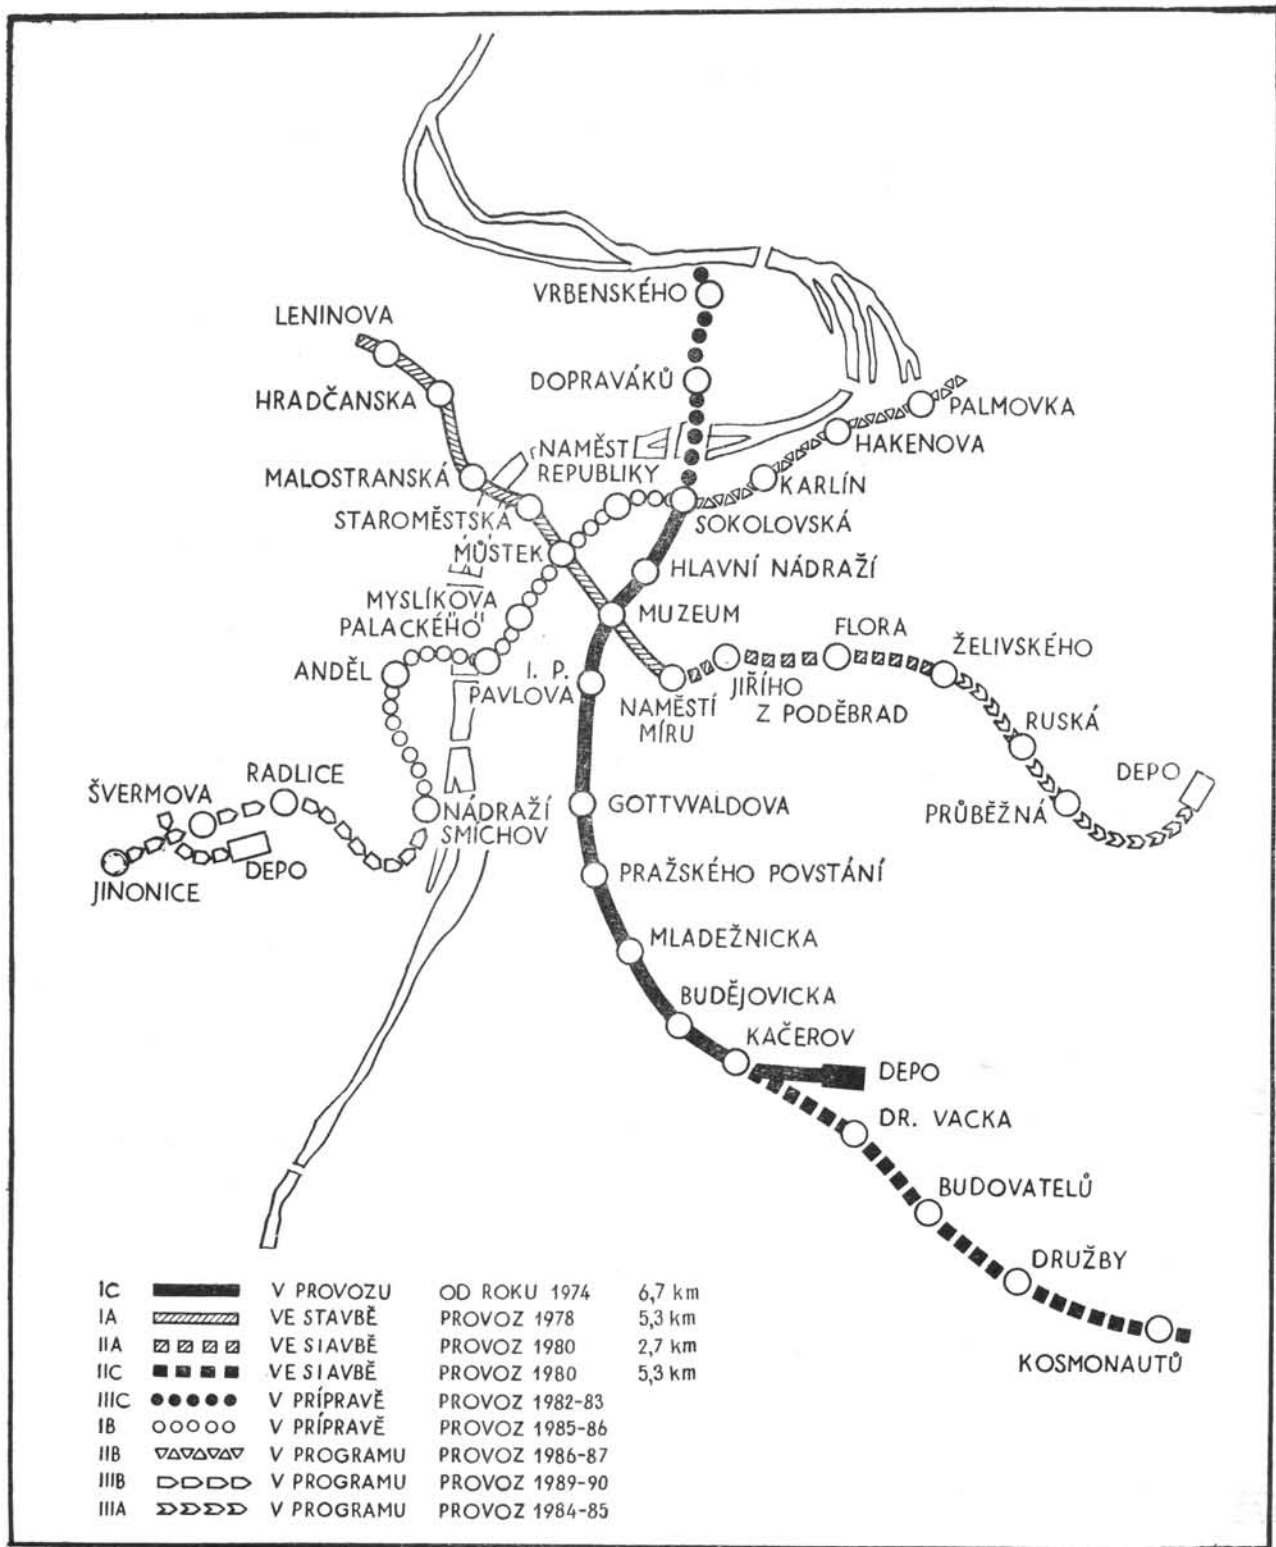 VRBENSKÉHO
LENINOVA
DOPRAVÁKŮ
HRADČANSKA
PALMOVKA
HAKENOVA
NAMĚST
REPUBLIKY
MALOSTRANSKÁ
KARLÍN
STAROMĚSTSKÁ
SOKOLOVSKÁ
MŮSTEK
HLAVNÍ NÁDRAŽÍ
MYSLÍKOVA
PALACKÉHO
MUZEUM
FLORA
ŽELIVSKÉHO
ANDĚL
I. P.
PAVLOVA
NAMĚSTÍ
MÍRU
JIŘÍHO
Z PODĚBRAD
RUSKÁ
DEPO
RADLICE
ŠVERMOVA
NÁDRAŽÍ
SMÍCHOV
GOTTVVALDOVA
PRŮBĚŽNÁ
DEPO
JINONICE
PRAŽSKÉHO POVSTÁNÍ
MLADEŽNICKA
BUDĚJOVICKA
KAČEROV
DEPO
DR. VACKA
BUDOVATELŮ
DRUŽBY
KOSMONAUTŮ
IC V PROVOZU OD ROKU 1974 6,7 km
IA VE STAVBĚ PROVOZ 1978 5,3 km
IIA VE SIAVBĚ PROVOZ 1980 2,7 km
IIC VE SIAVBĚ PROVOZ 1980 5,3 km
IIIC V PRÍPRAVĚ PROVOZ 1982-83
IB V PRÍPRAVĚ PROVOZ 1985-86
IIB V PROGRAMU PROVOZ 1986-87
IIIB V PROGRAMU PROVOZ 1989-90
IIIA V PROGRAMU PROVOZ 1984-85